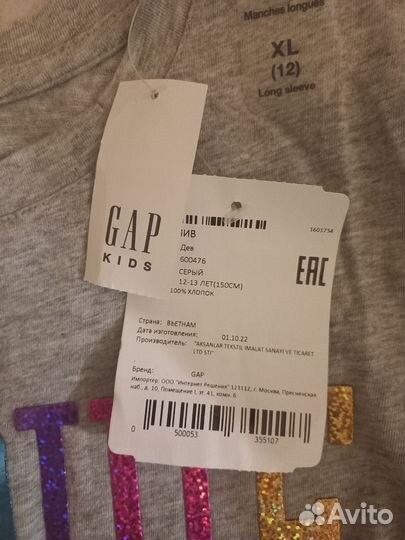 Manches longues
XL
(12)
Long sleeve
GAP
KIDS
1601754
Дев
600476
СЕРЫЙ
12-13 ЛЕТ(150СМ)
100% ХЛОПОК
EAC
Страна: ВЬЕТНАМ
Дата изготовления: 01.10.22
Производитель: "AKSANLAR TEKSTIL IMALAT SANAYI VE TICARET
LTD STI"
Бренд: GAP
Импортер: ООО "Интернет Решения" 123112, г. Москва, Пресненская
наб., д. 10, Помещение I, эт. 41, комн. 6
0 500053 355107
Avito